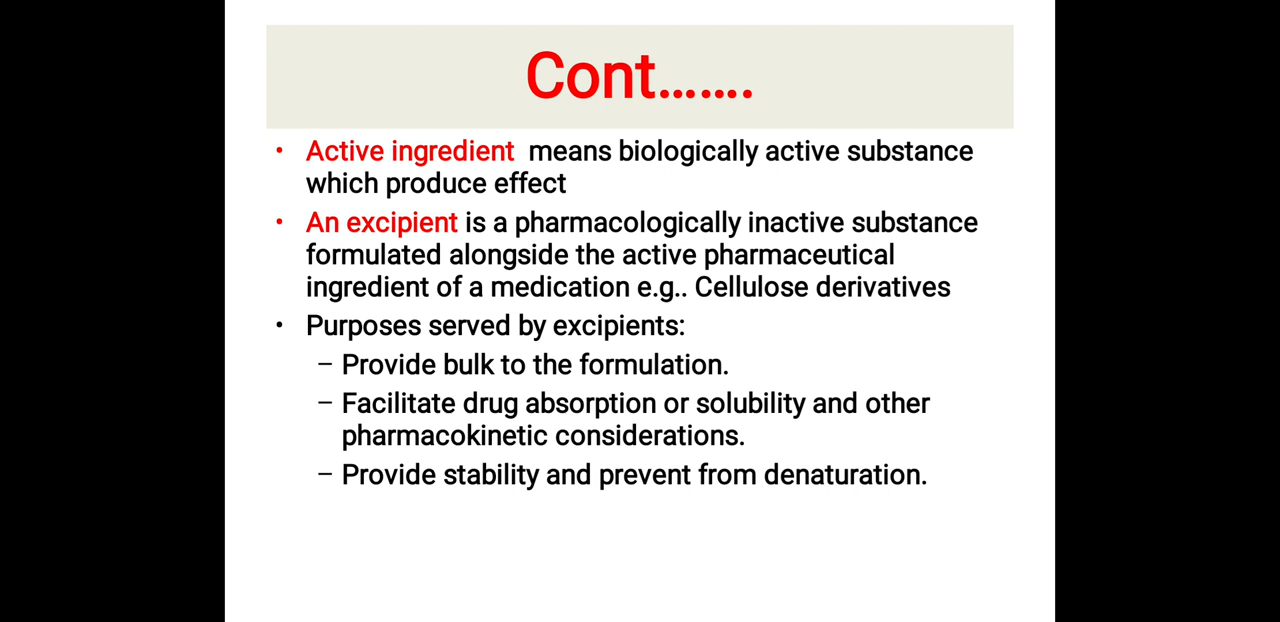 Cont…….
• Active ingredient means biologically active substance
which produce effect
• An excipient is a pharmacologically inactive substance
formulated alongside the active pharmaceutical
ingredient of a medication e.g.. Cellulose derivatives
• Purposes served by excipients:
– Provide bulk to the formulation.
– Facilitate drug absorption or solubility and other
pharmacokinetic considerations.
– Provide stability and prevent from denaturation.